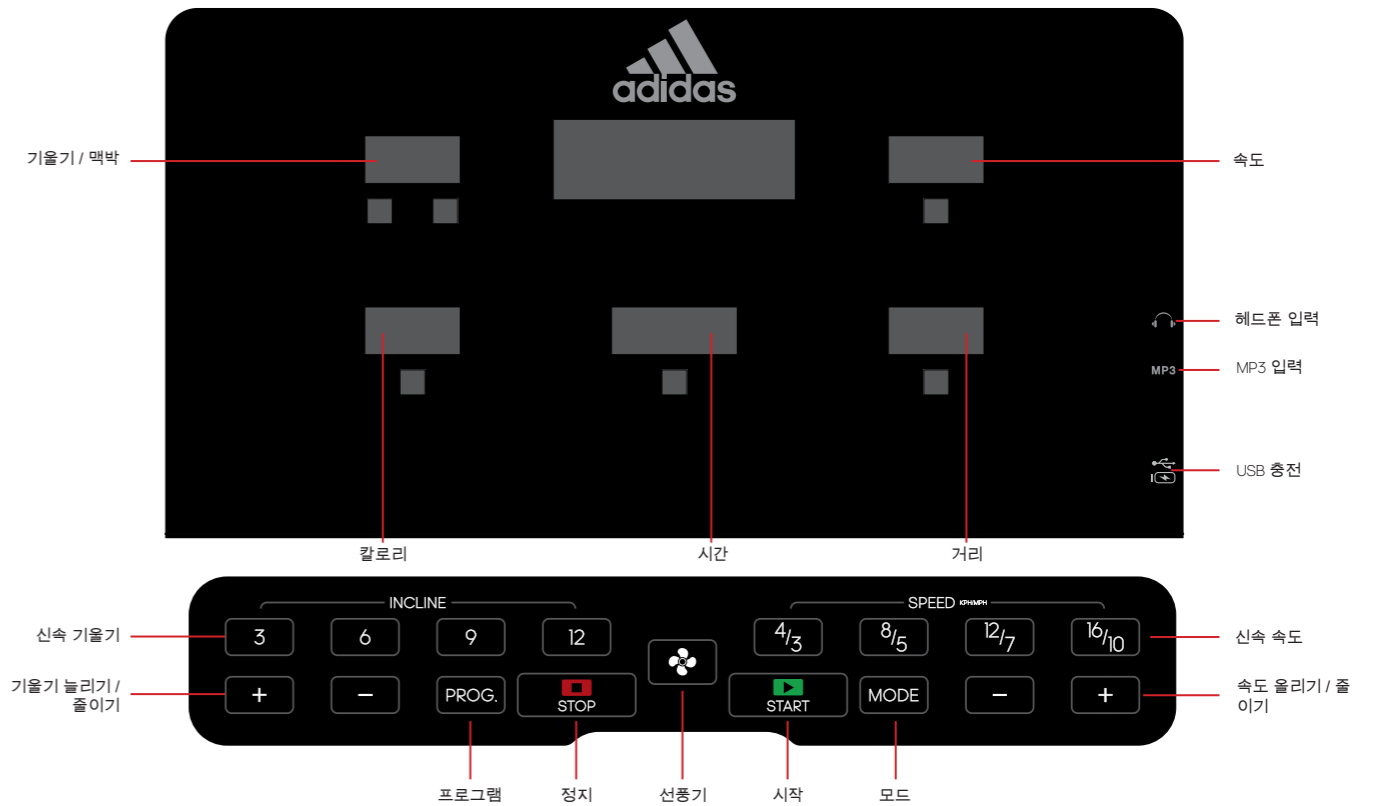 adidas
기울기 / 맥박
속도
헤드폰 입력
MP3
MP3 입력
USB 충전
칼로리
시간
거리
INCLINE
SPEED KPH/MPH
신속 기울기
3
6
9
12
4/3
8/5
12/7
16/10
신속 속도
기울기 늘리기 /
줄이기
+
−
PROG.
STOP
START
MODE
−
+
속도 올리기 / 줄
이기
프로그램
정지
선풍기
시작
모드